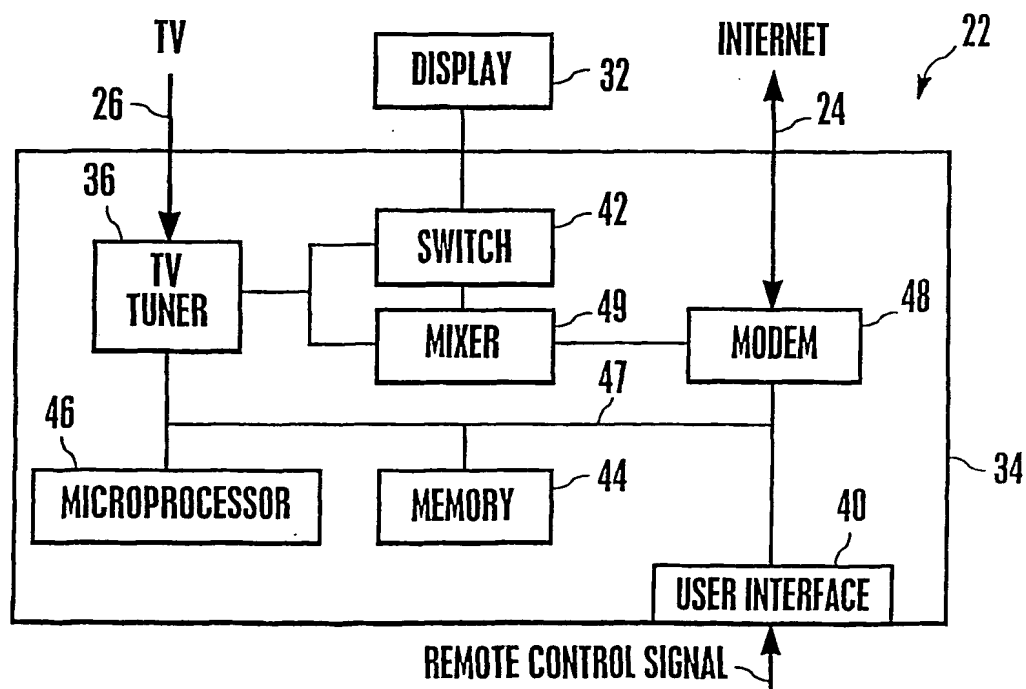 TV
DISPLAY
INTERNET
22
32
26
24
36
42
TV
TUNER
SWITCH
49
48
MIXER
MODEM
47
46
44
34
MICROPROCESSOR
MEMORY
40
USER INTERFACE
REMOTE CONTROL SIGNAL